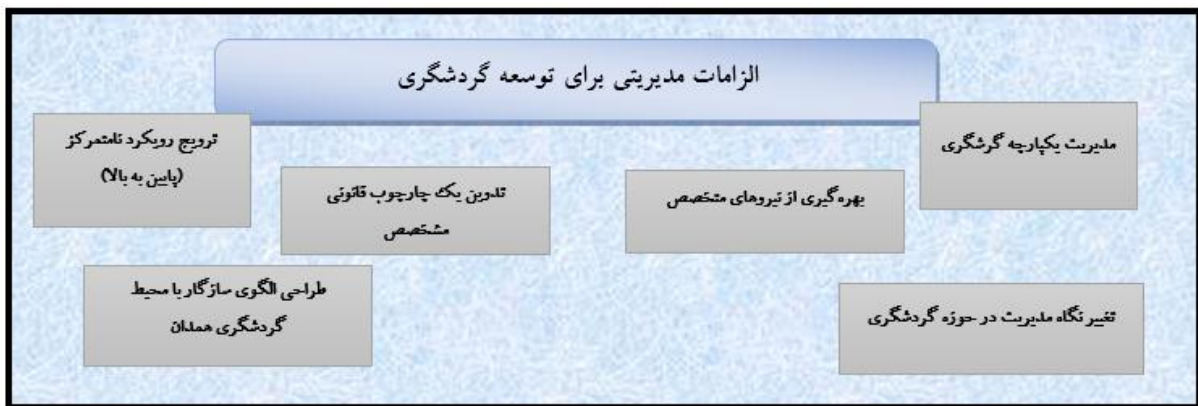 الزامات مدیریتی برای توسعه گردشگری
مدیریت یکپارچه گرشگری
ترویج رویکرد نامتمرکز
(پایین به بالا)
بهره گیری از نیروهای متخصص
تدوین یک چارچوب قانونی
مشخص
تغییر نگاه مدیریت در حوزه گردشگری
طراحی الگوی سازگار با محیط
گردشگری همدان